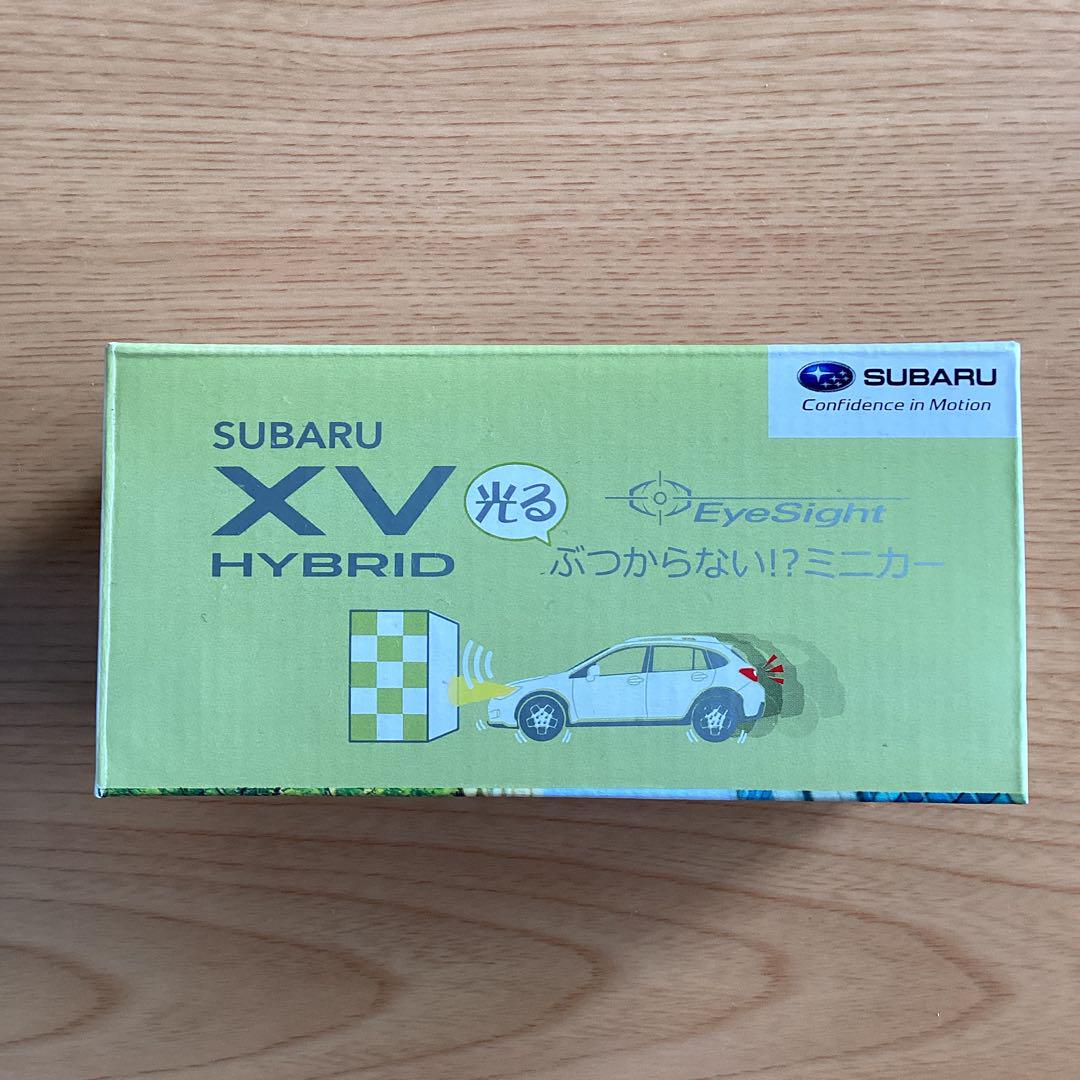 SUBARU
Confidence in Motion
SUBARU
XV
HYBRID
光る
EyeSight
ぶつからない!?ミニカー